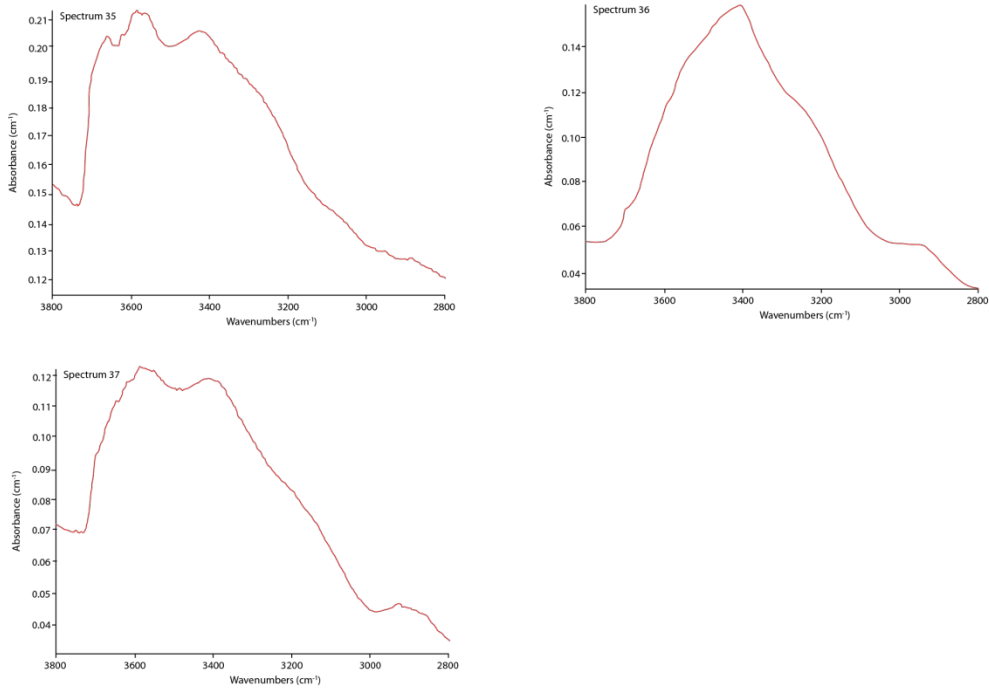 Spectrum 35
0.21
0.20
0.19
0.18
0.17
0.16
0.15
0.14
0.13
0.12
Absorbance (cm⁻¹)
3800 3600 3400 3200 3000 2800
Wavenumbers (cm⁻¹)
Spectrum 36
0.14
0.10
0.08
0.06
0.04
Absorbance (cm⁻¹)
3800 3600 3400 3200 3000 2800
Wavenumbers (cm⁻¹)
Spectrum 37
0.12
0.11
0.10
0.09
0.08
0.07
0.05
0.04
Absorbance (cm⁻¹)
3800 3600 3400 3200 3000 2800
Wavenumbers (cm⁻¹)